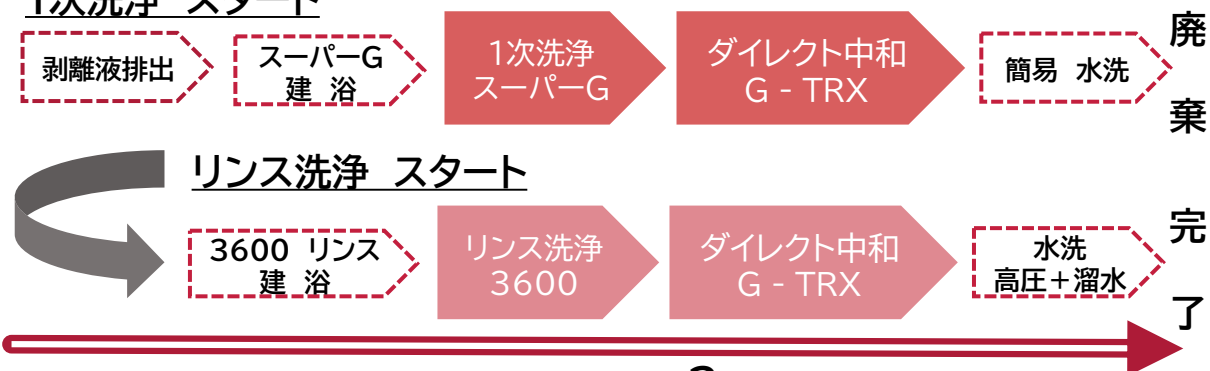 1次洗浄 スタート
剥離液排出
スーパーG
建 浴
1次洗浄
スーパーG
ダイレクト中和
G - TRX
簡易 水洗
廃
棄
リンス洗浄 スタート
3600 リンス
建 浴
リンス洗浄
3600
ダイレクト中和
G - TRX
水洗
高圧＋溜水
完
了